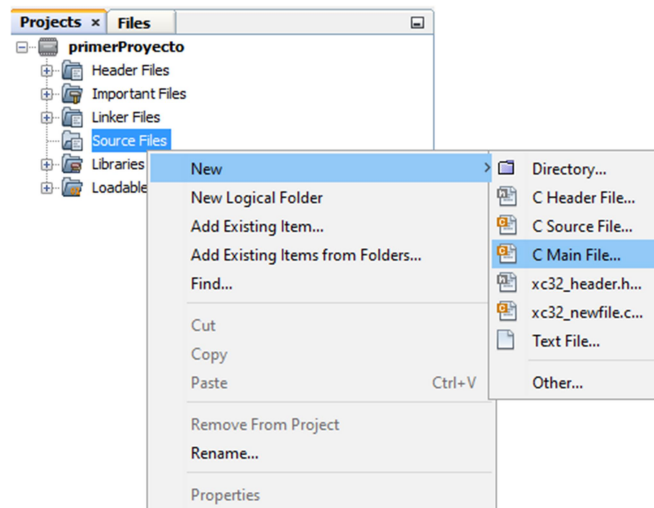 Projects × Files
primerProyecto
Header Files
Important Files
Linker Files
Source Files
Libraries
Loadable
New
New Logical Folder
Add Existing Item...
Add Existing Items from Folders...
Find...
Cut
Copy
Paste Ctrl+V
Remove From Project
Rename...
Properties
Directory...
C Header File...
C Source File...
C Main File...
xc32_header.h...
xc32_newfile.c...
Text File...
Other...